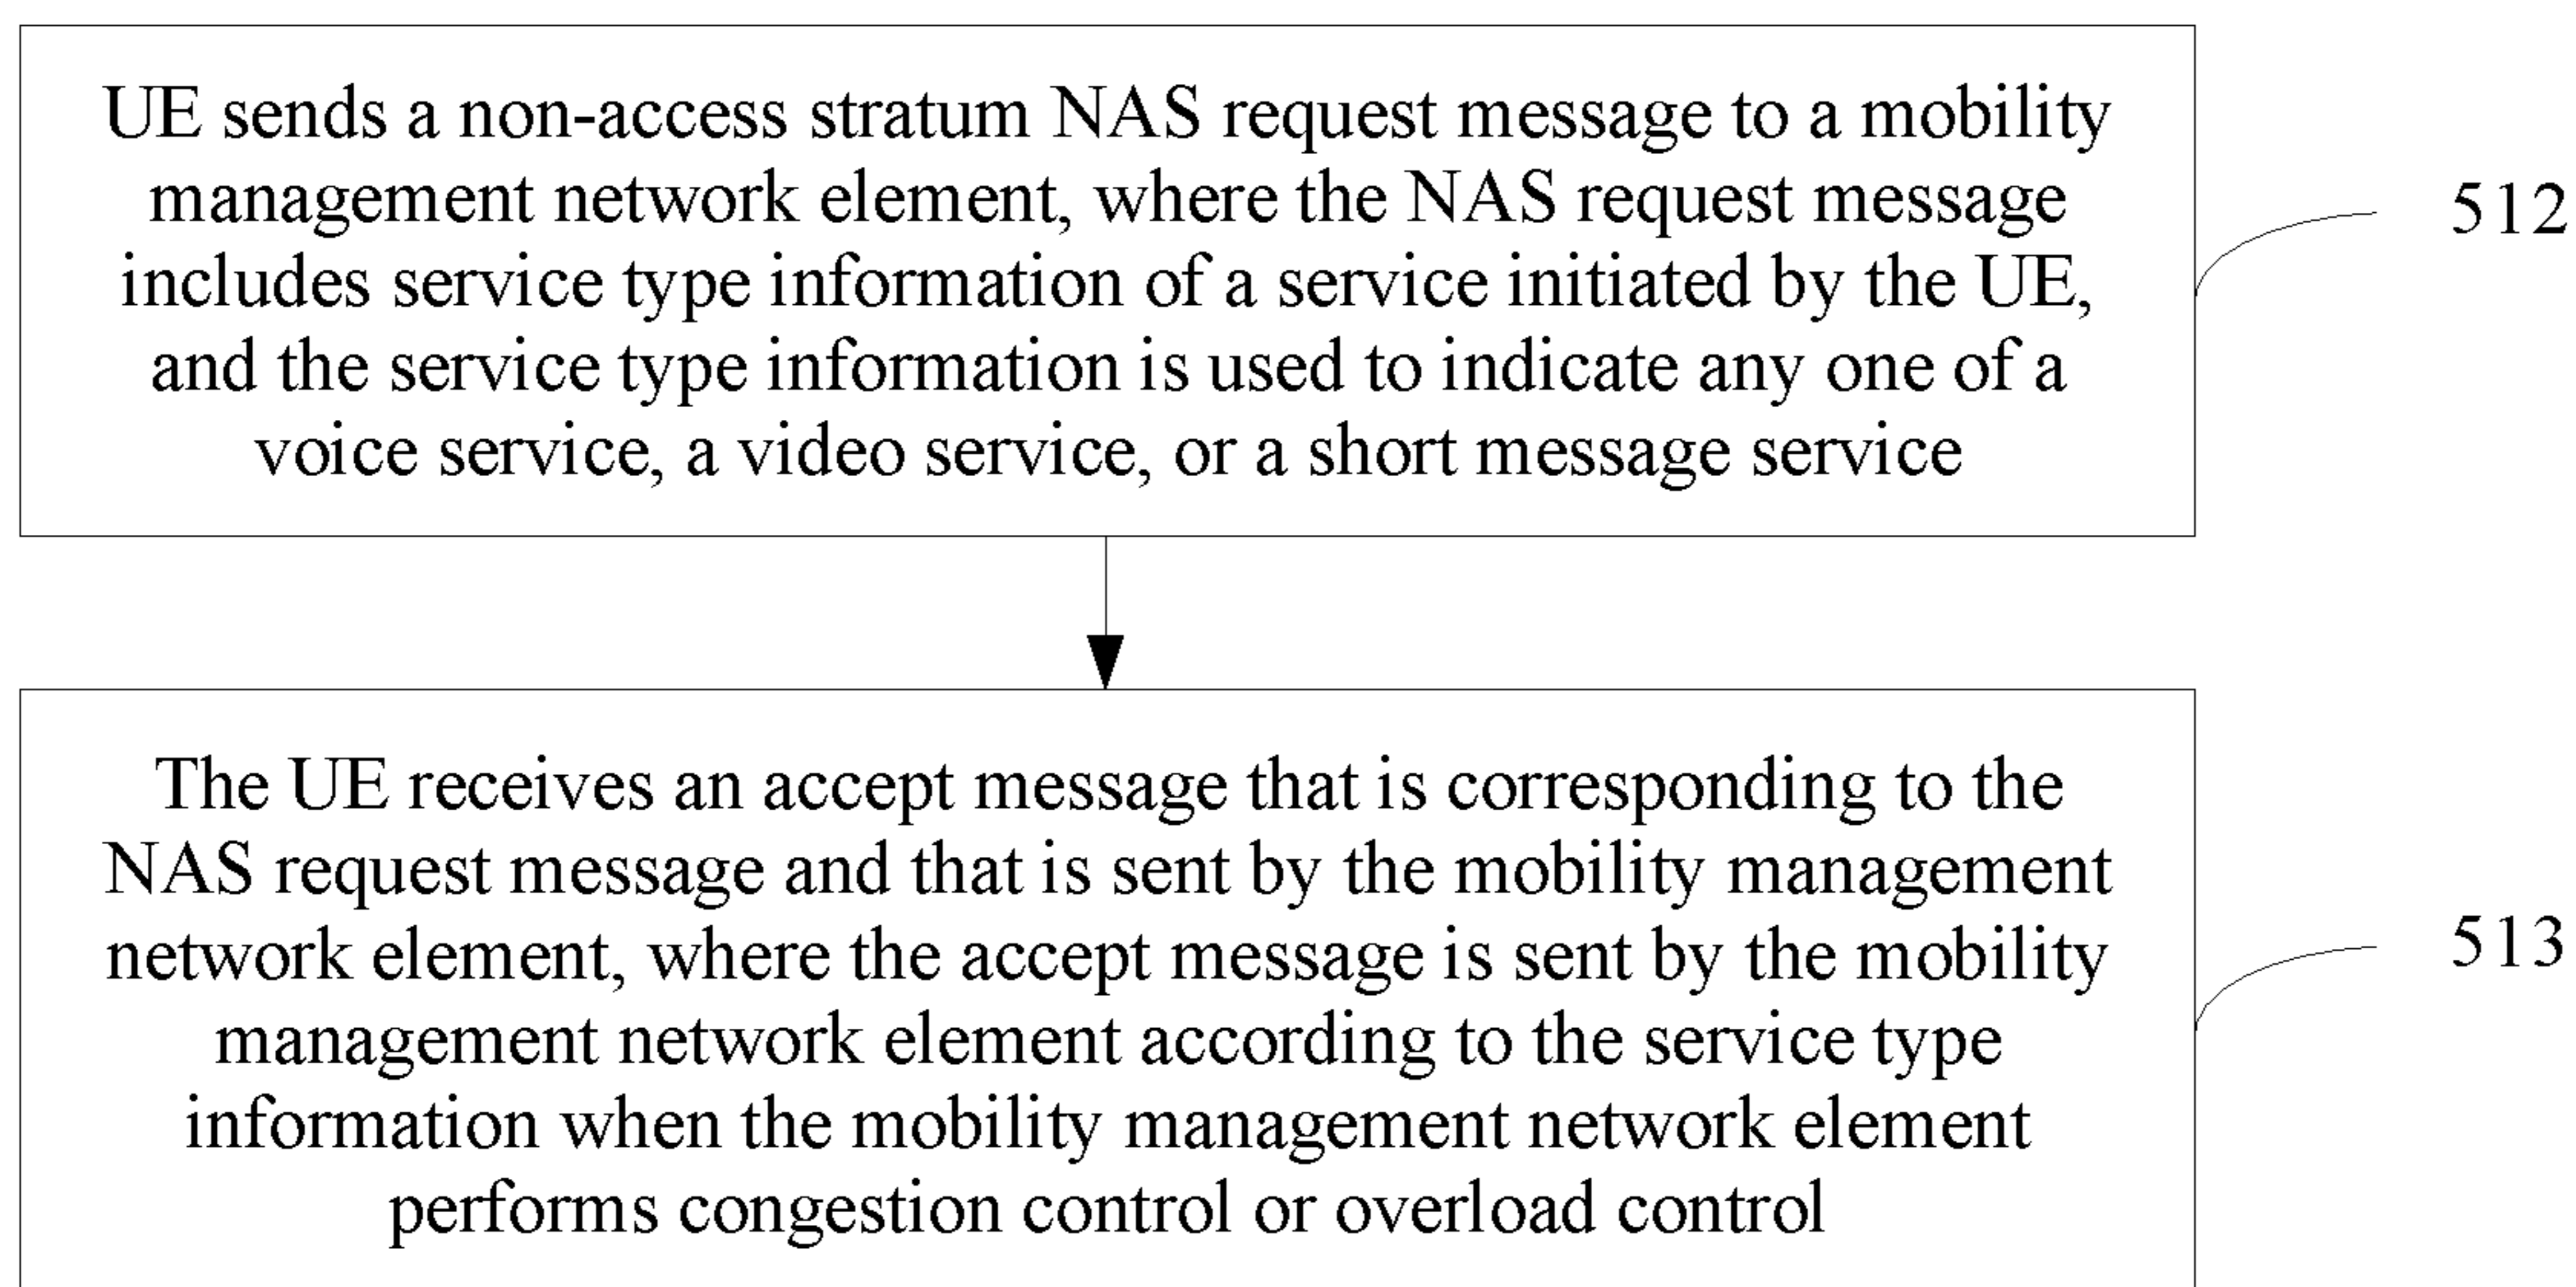 UE sends a non-access stratum NAS request message to a mobility
management network element, where the NAS request message
includes service type information of a service initiated by the UE,
and the service type information is used to indicate any one of a
voice service, a video service, or a short message service
512
The UE receives an accept message that is corresponding to the
NAS request message and that is sent by the mobility management
network element, where the accept message is sent by the mobility
management network element according to the service type
information when the mobility management network element
performs congestion control or overload control
513